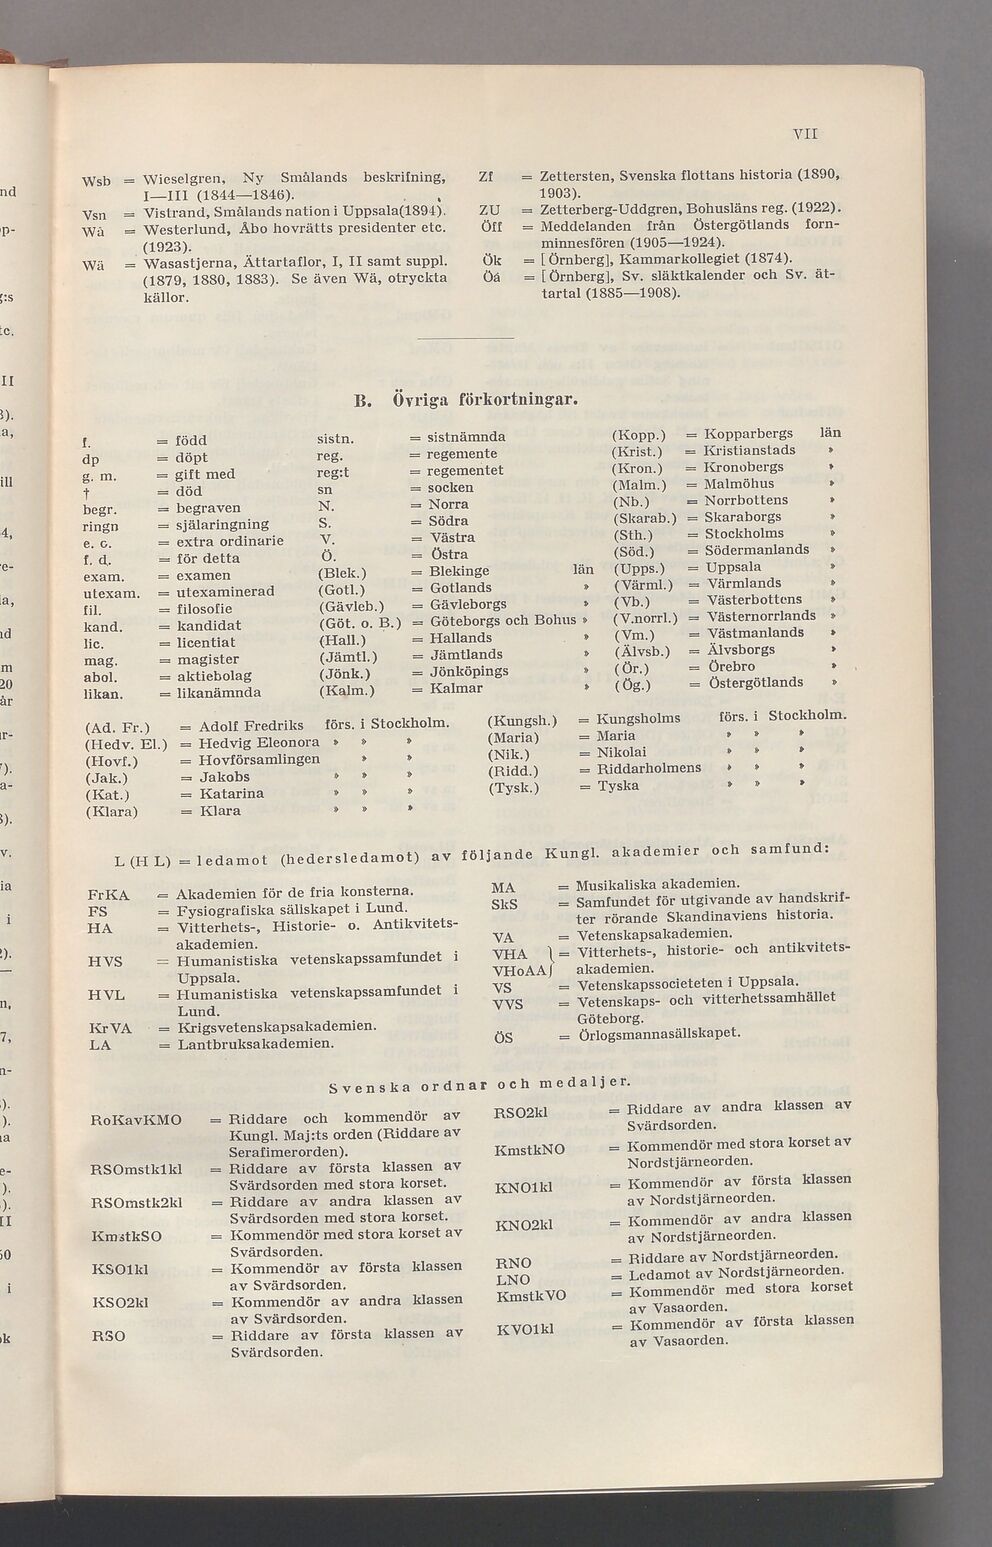 VII
Wsb = Wieselgren, Ny Smålands beskrifning,
I—III (1844—1846).
Vsn = Vistrand, Smålands nation i Uppsala(1894).
Wå = Westerlund, Åbo hovrätts presidenter etc.
(1923).
Wä = Wasastjerna, Ättartaflor, I, II samt suppl.
(1879, 1880, 1883). Se även Wä, otryckta
källor.
Zf = Zettersten, Svenska flottans historia (1890,
1903).
ZU = Zetterberg-Uddgren, Bohusläns reg. (1922).
Öff = Meddelanden från Östergötlands forn-
minnesfören (1905—1924).
Ök = [Örnberg], Kammarkollegiet (1874).
Öä = [Örnberg], Sv. släktkalender och Sv. ät-
tartal (1885—1908).
B. Övriga förkortningar.
f. = född
dp = döpt
g. m. = gift med
† = död
begr. = begraven
ringn = själaringning
e. o. = extra ordinarie
f. d. = för detta
exam. = examen
utexam. = utexaminerad
fil. = filosofie
kand. = kandidat
lic. = licentiat
mag. = magister
abol. = aktiebolag
likan. = likanämnda
sistn. = sistnämnda
reg. = regemente
reg:t = regementet
sn = socken
N. = Norra
S. = Södra
V. = Västra
Ö. = Östra
(Blek.) = Blekinge län
(Gotl.) = Gotlands »
(Gävleb.) = Gävleborgs »
(Göt. o. B.) = Göteborgs och Bohus »
(Hall.) = Hallands »
(Jämtl.) = Jämtlands »
(Jönk.) = Jönköpings »
(Kalm.) = Kalmar »
(Kopp.) = Kopparbergs län
(Krist.) = Kristianstads »
(Kron.) = Kronobergs »
(Malm.) = Malmöhus »
(Nb.) = Norrbottens »
(Skarab.) = Skaraborgs »
(Sth.) = Stockholms »
(Söd.) = Södermanlands »
(Upps.) = Uppsala »
(Värml.) = Värmlands »
(Vb.) = Västerbottens »
(V.norrl.) = Västernorrlands »
(Vm.) = Västmanlands »
(Älvsb.) = Älvsborgs »
(Ör.) = Örebro »
(Ög.) = Östergötlands »
(Ad. Fr.) = Adolf Fredriks förs. i Stockholm.
(Hedv. El.) = Hedvig Eleonora » » »
(Hovf.) = Hovförsamlingen » »
(Jak.) = Jakobs » » »
(Kat.) = Katarina » » »
(Klara) = Klara » » »
(Kungsh.) = Kungsholms förs. i Stockholm.
(Maria) = Maria » » »
(Nik.) = Nikolai » » »
(Ridd.) = Riddarholmens » » »
(Tysk.) = Tyska » » »
L (H L) = ledamot (hedersledamot) av följande Kungl. akademier och samfund:
FrKA = Akademien för de fria konsterna.
FS = Fysiografiska sällskapet i Lund.
HA = Vitterhets-, Historie- o. Antikvitets-
akademien.
HVS = Humanistiska vetenskapssamfundet i
Uppsala.
HVL = Humanistiska vetenskapssamfundet i
Lund.
KrVA = Krigsvetenskapsakademien.
LA = Lantbruksakademien.
MA = Musikaliska akademien.
SkS = Samfundet för utgivande av handskrif-
ter rörande Skandinaviens historia.
VA = Vetenskapsakademien.
VHA } = Vitterhets-, historie- och antikvitets-
VHoAA} akademien.
VS = Vetenskapssocieteten i Uppsala.
VVS = Vetenskaps- och vitterhetssamhället
Göteborg.
ÖS = Örlogsmannasällskapet.
Svenska ordnar och medaljer.
RoKavKMO = Riddare och kommendör av
Kungl. Maj:ts orden (Riddare av
Serafimerorden).
RSOmstk1kl = Riddare av första klassen av
Svärdsorden med stora korset.
RSOmstk2kl = Riddare av andra klassen av
Svärdsorden med stora korset.
KmstkSO = Kommendör med stora korset av
Svärdsorden.
KSO1kl = Kommendör av första klassen
av Svärdsorden.
KSO2kl = Kommendör av andra klassen
av Svärdsorden.
RSO = Riddare av första klassen av
Svärdsorden.
RSO2kl = Riddare av andra klassen av
Svärdsorden.
KmstkNO = Kommendör med stora korset av
Nordstjärneorden.
KNO1kl = Kommendör av första klassen
av Nordstjärneorden.
KNO2kl = Kommendör av andra klassen
av Nordstjärneorden.
RNO = Riddare av Nordstjärneorden.
LNO = Ledamot av Nordstjärneorden.
KmstkVO = Kommendör med stora korset
av Vasaorden.
KVO1kl = Kommendör av första klassen
av Vasaorden.